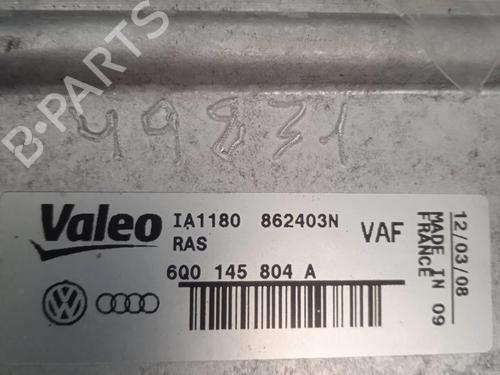 B-PARTS
49831
Valeo
IA1180 862403N
RAS
VAF
6Q0 145 804 A
12/03/08
MADE IN 09
FRANCE